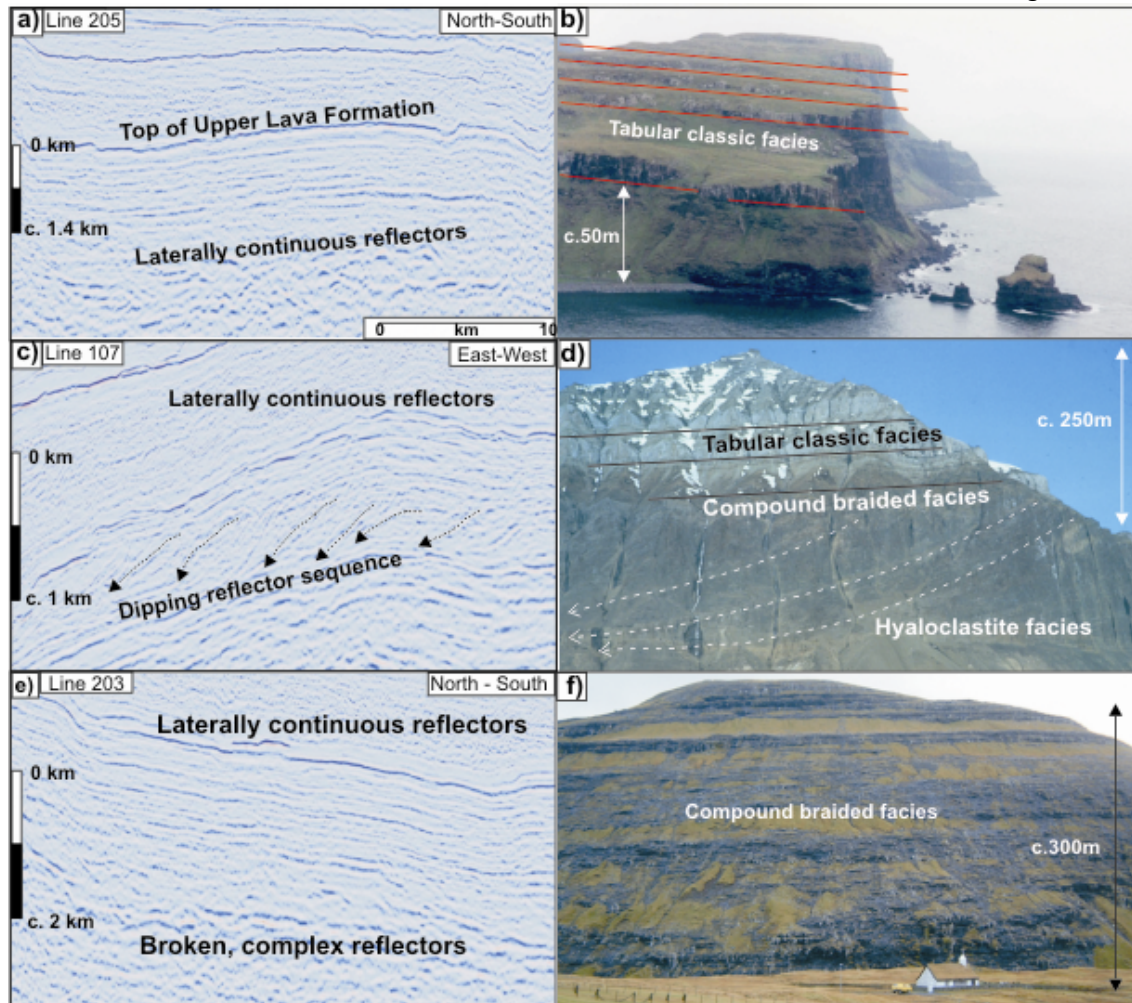 a) Line 205
North-South
Top of Upper Lava Formation
0 km
c. 1.4 km
Laterally continuous reflectors
0 km 10
b)
Tabular classic facies
c.50m
c) Line 107
East-West
Laterally continuous reflectors
0 km
c. 1 km
Dipping reflector sequence
d)
c. 250m
Tabular classic facies
Compound braided facies
Hyaloclastite facies
e) Line 203
North - South
Laterally continuous reflectors
0 km
c. 2 km
Broken, complex reflectors
f)
Compound braided facies
c.300m